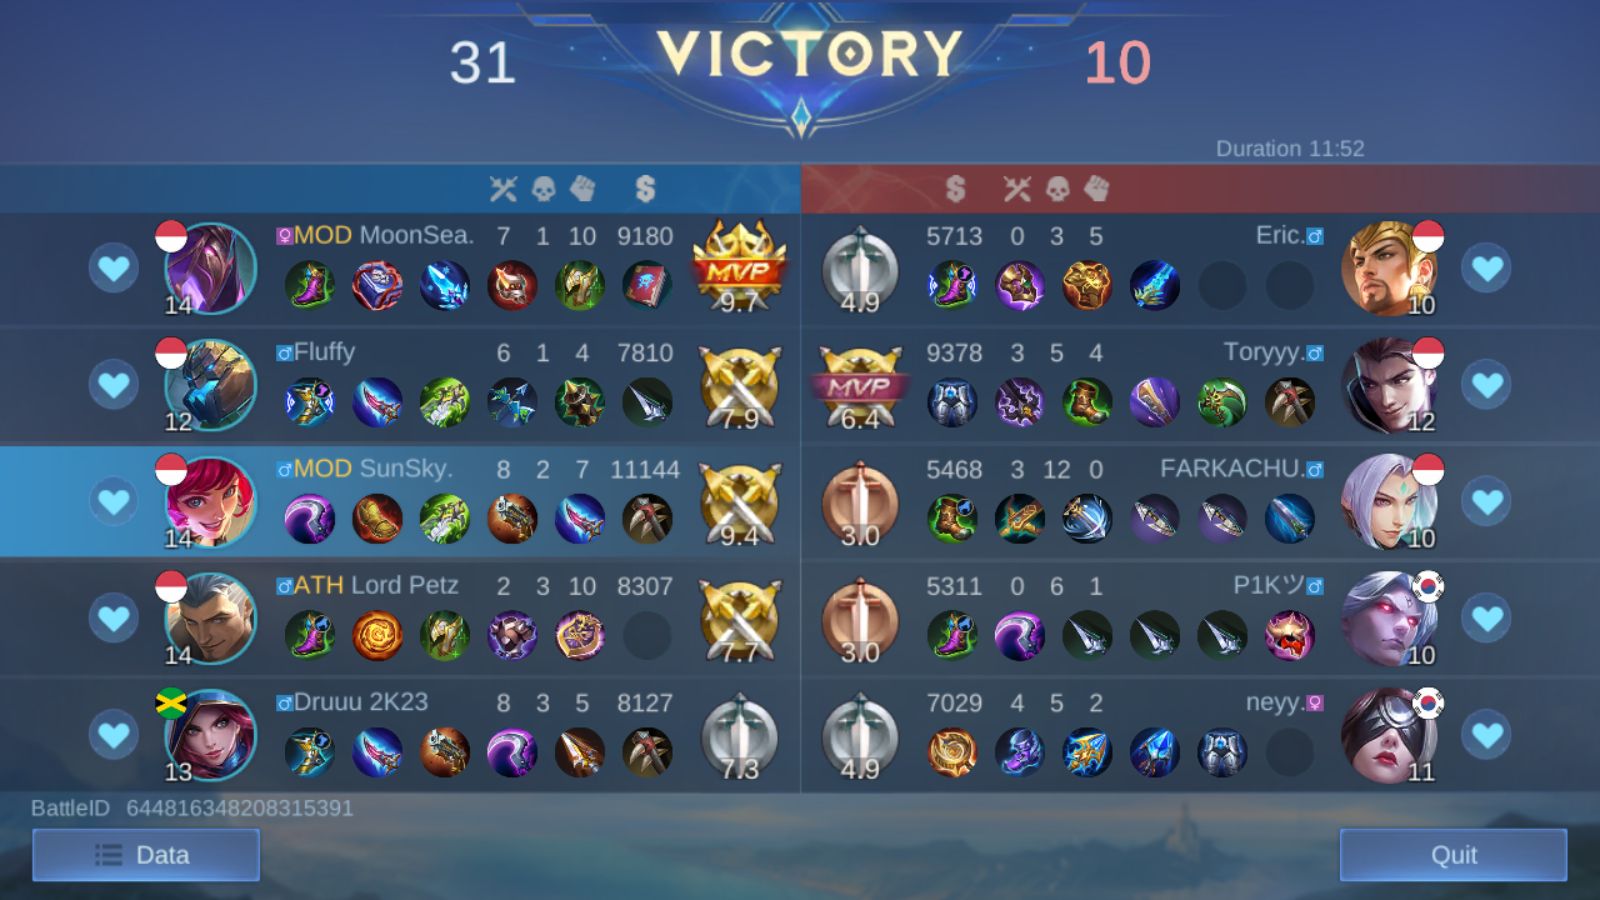 31 VICTORY 10
Duration 11:52
MOD MoonSea. 7 1 10 9180 MVP 9.7 14
4.9 5713 0 3 5 Eric. 10
Fluffy 6 1 4 7810 7.9 12
MVP 6.4 9378 3 5 4 Toryyy. 12
MOD SunSky. 8 2 7 11144 9.4 14
3.0 5468 3 12 0 FARKACHU. 10
ATH Lord Petz 2 3 10 8307 7.7 14
3.0 5311 0 6 1 P1Kツ 10
Druuu 2K23 8 3 5 8127 7.3 13
4.9 7029 4 5 2 neyy. 11
BattleID 644816348208315391
Data
Quit